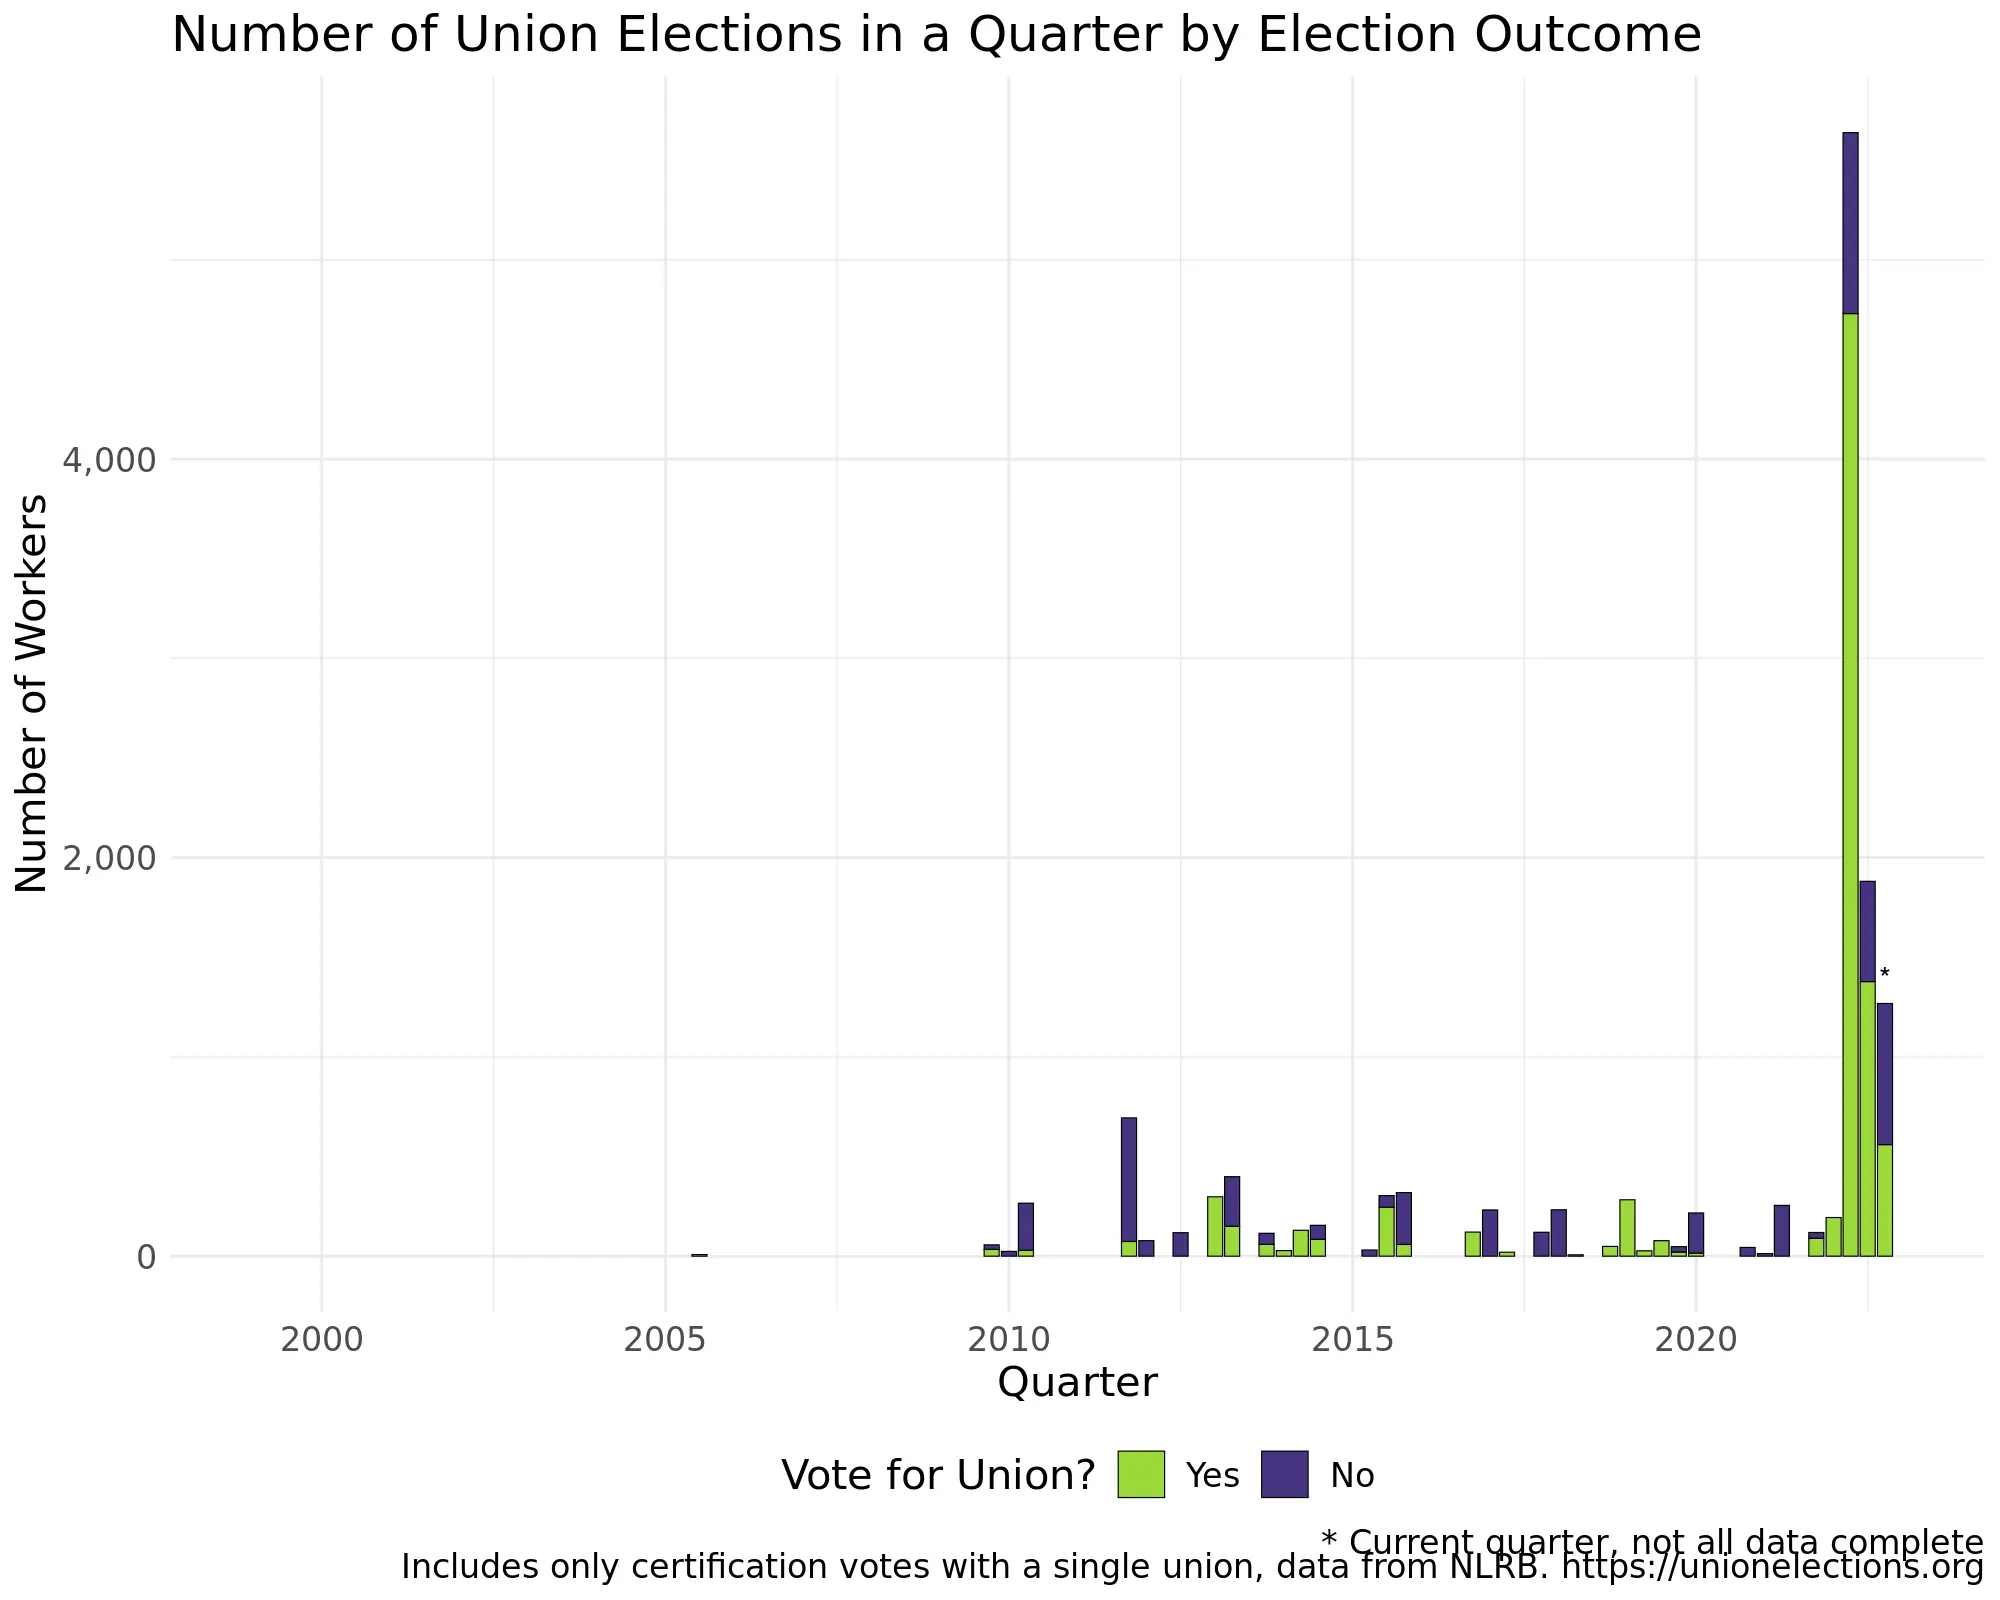 Number of Union Elections in a Quarter by Election Outcome
Number of Workers
4,000
2,000
0
*
2000 2005 2010 2015 2020
Quarter
Vote for Union? Yes No
* Current quarter, not all data complete
Includes only certification votes with a single union, data from NLRB. https://unionelections.org